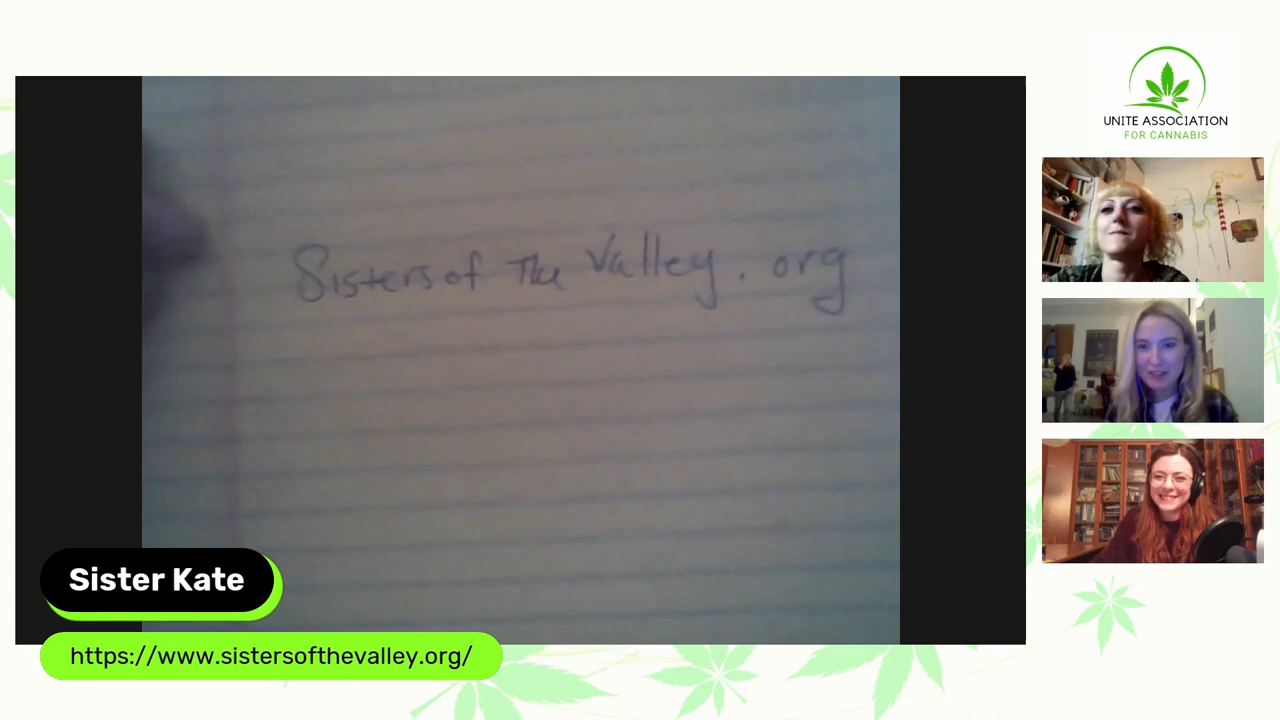 UNITE ASSOCIATION
FOR CANNABIS
Sisters of The Valley. org
Sister Kate
https://www.sistersofthevalley.org/